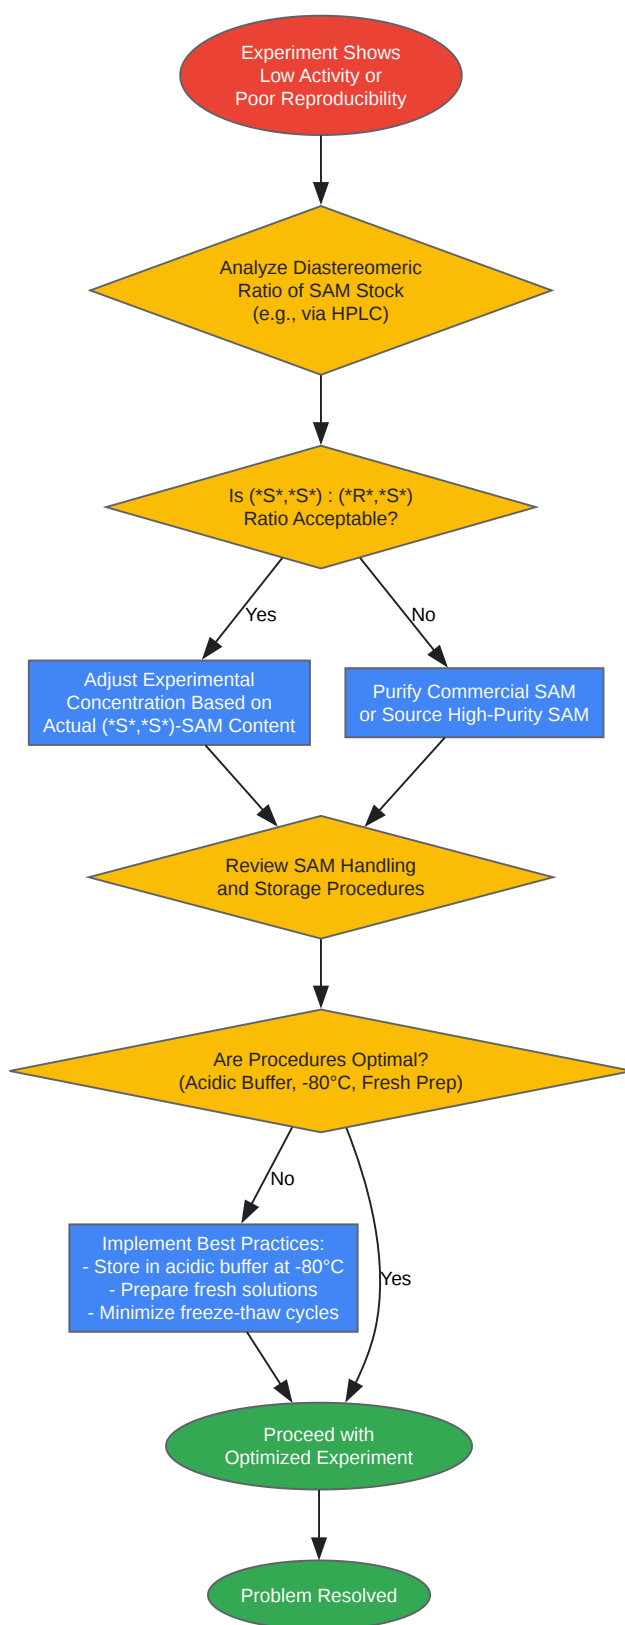 Experiment Shows
Low Activity or
Poor Reproducibility
Analyze Diastereomeric
Ratio of SAM Stock
(e.g., via HPLC)
Is (*S*,*S*) : (*R*,*S*)
Ratio Acceptable?
Yes
No
Adjust Experimental
Concentration Based on
Actual (*S*,*S*)-SAM Content
Purify Commercial SAM
or Source High-Purity SAM
Review SAM Handling
and Storage Procedures
Are Procedures Optimal?
(Acidic Buffer, -80°C, Fresh Prep)
No
Implement Best Practices:
- Store in acidic buffer at -80°C
- Prepare fresh solutions
- Minimize freeze-thaw cycles
Yes
Proceed with
Optimized Experiment
Problem Resolved